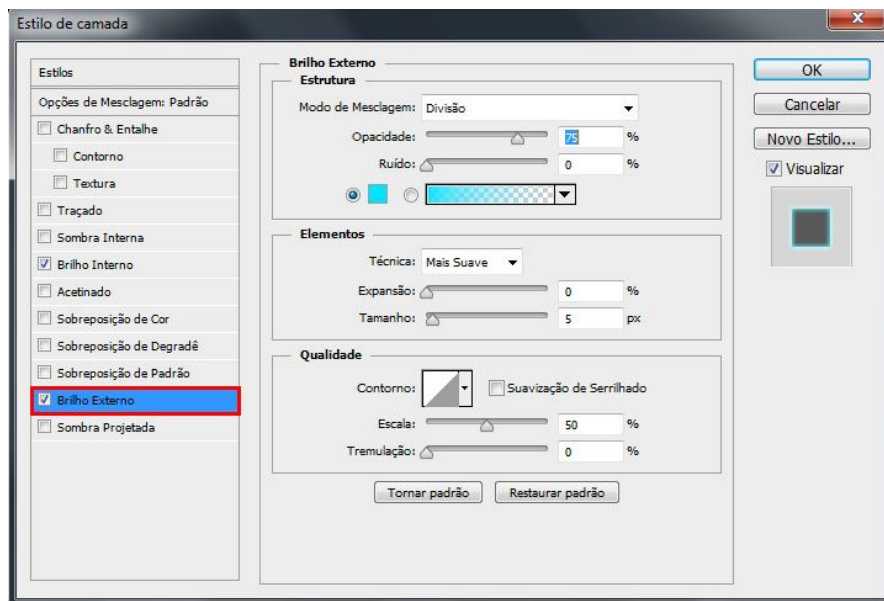 Estilo de camada
Estilos
Opções de Mesclagem: Padrão
Chanfro & Entalhe
Contorno
Textura
Traçado
Sombra Interna
Brilho Interno
Acetinado
Sobreposição de Cor
Sobreposição de Degradê
Sobreposição de Padrão
Brilho Externo
Sombra Projetada
Brilho Externo
Estrutura
Modo de Mesclagem: Divisão
Opacidade: 75 %
Ruído: 0 %
Elementos
Técnica: Mais Suave
Expansão: 0 %
Tamanho: 5 px
Qualidade
Contorno: Suavização de Serrilhado
Escala: 50 %
Tremulação: 0 %
Tornar padrão Restaurar padrão
OK
Cancelar
Novo Estilo...
Visualizar